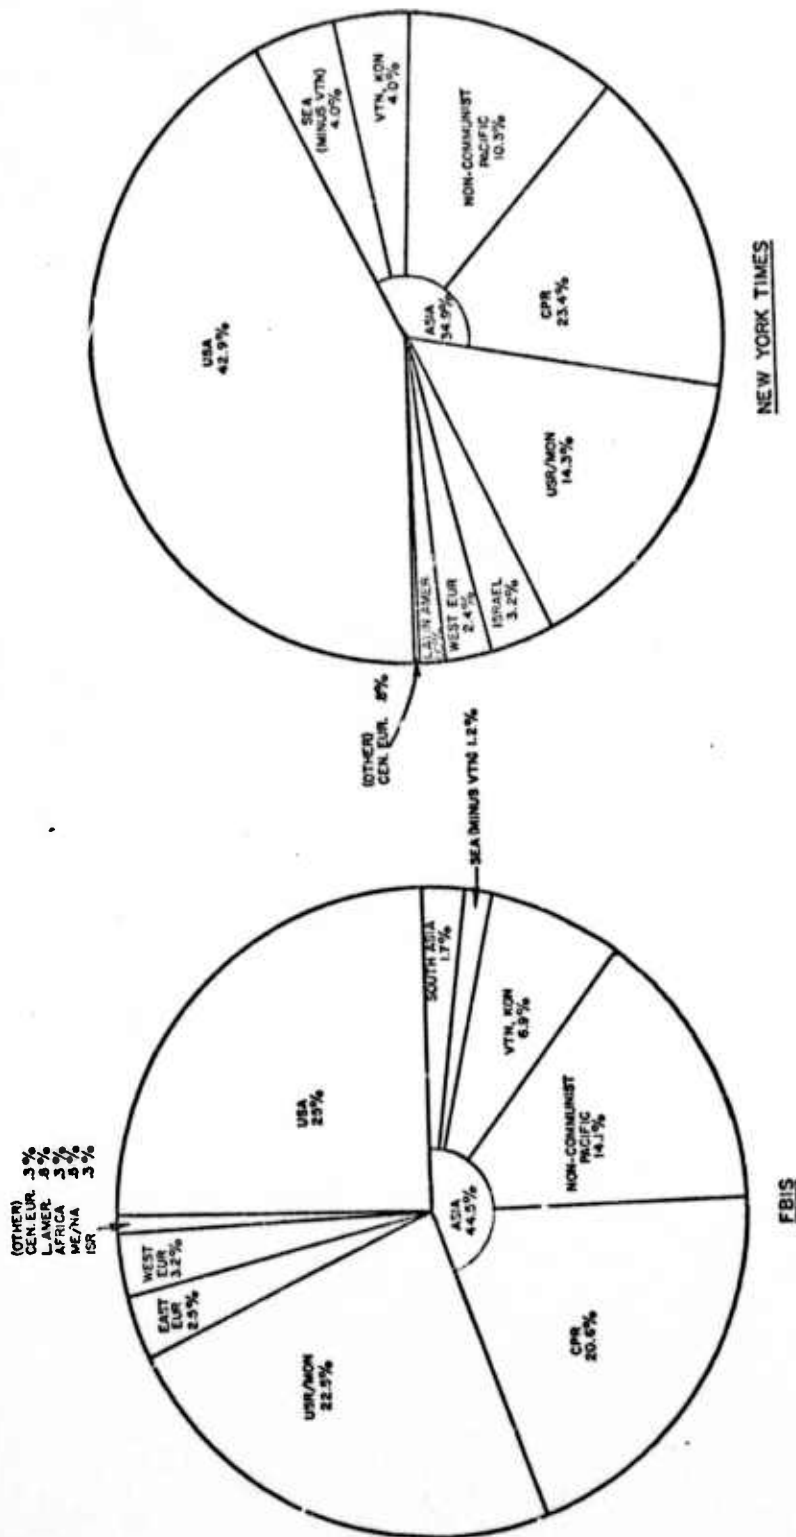 (OTHER)
CEN. EUR. .3%
L. AMER. .8%
AFRICA .3%
ME/NA .8%
ISR .3%
WEST
EUR
3.2%
EAST
EUR
2.5%
USR/MON
22.5%
USA
25%
ASIA
44.5%
SOUTH ASIA
1.7%
SEA (MINUS VTN) 1.2%
VTN, KON
6.9%
NON-COMMUNIST
PACIFIC
14.1%
CPR
20.6%
FBIS
(OTHER)
CEN. EUR. .8%
LATIN AMER
WEST EUR
2.4%
ISRAEL
3.2%
USR/MON
14.3%
USA
42.9%
ASIA
34.9%
SEA
(MINUS VTN)
4.0%
VTN, KON
4.0%
NON-COMMUNIST
PACIFIC
10.3%
CPR
23.4%
NEW YORK TIMES